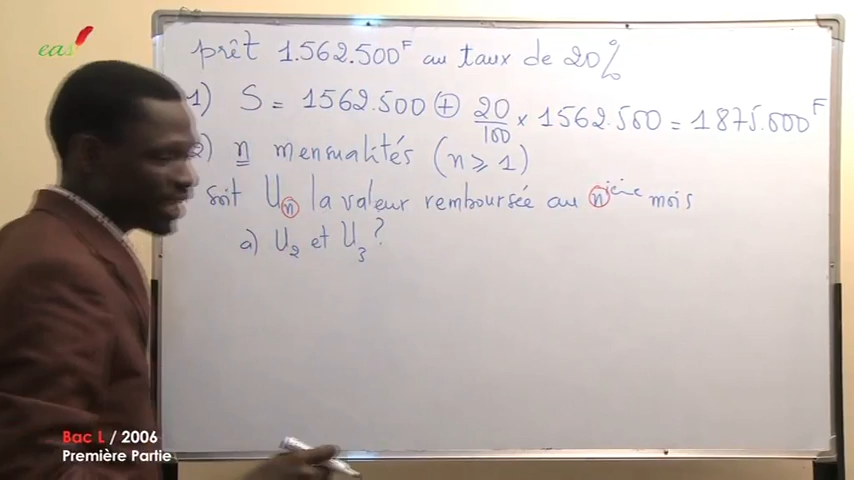 eas
prêt 1.562.500F au taux de 20%
1) S = 1562.500 + 20/100 × 1562.500 = 1875.000F
2) n mensualités (n ⩾ 1)
soit Un la valeur remboursée au nième mois
a) U2 et U3 ?
Bac L / 2006
Première Partie